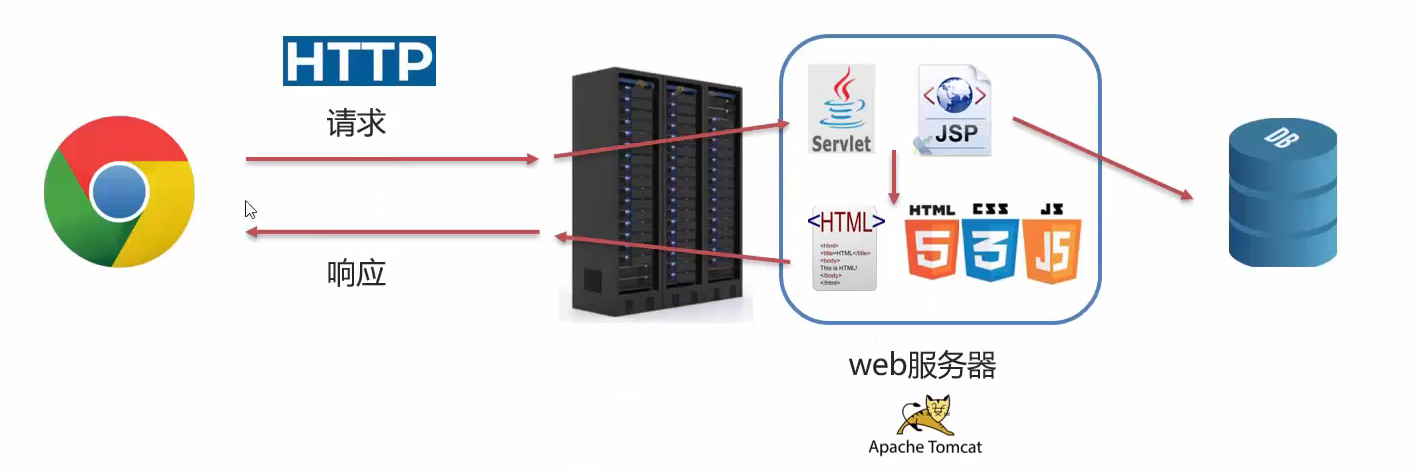 HTTP
请求
响应
Servlet
JSP
<HTML>
<html>
<title>HTML</title>
<body>
This is HTML!
</body>
</html>
HTML
5
CSS
3
JS
JS
web服务器
Apache Tomcat
DB